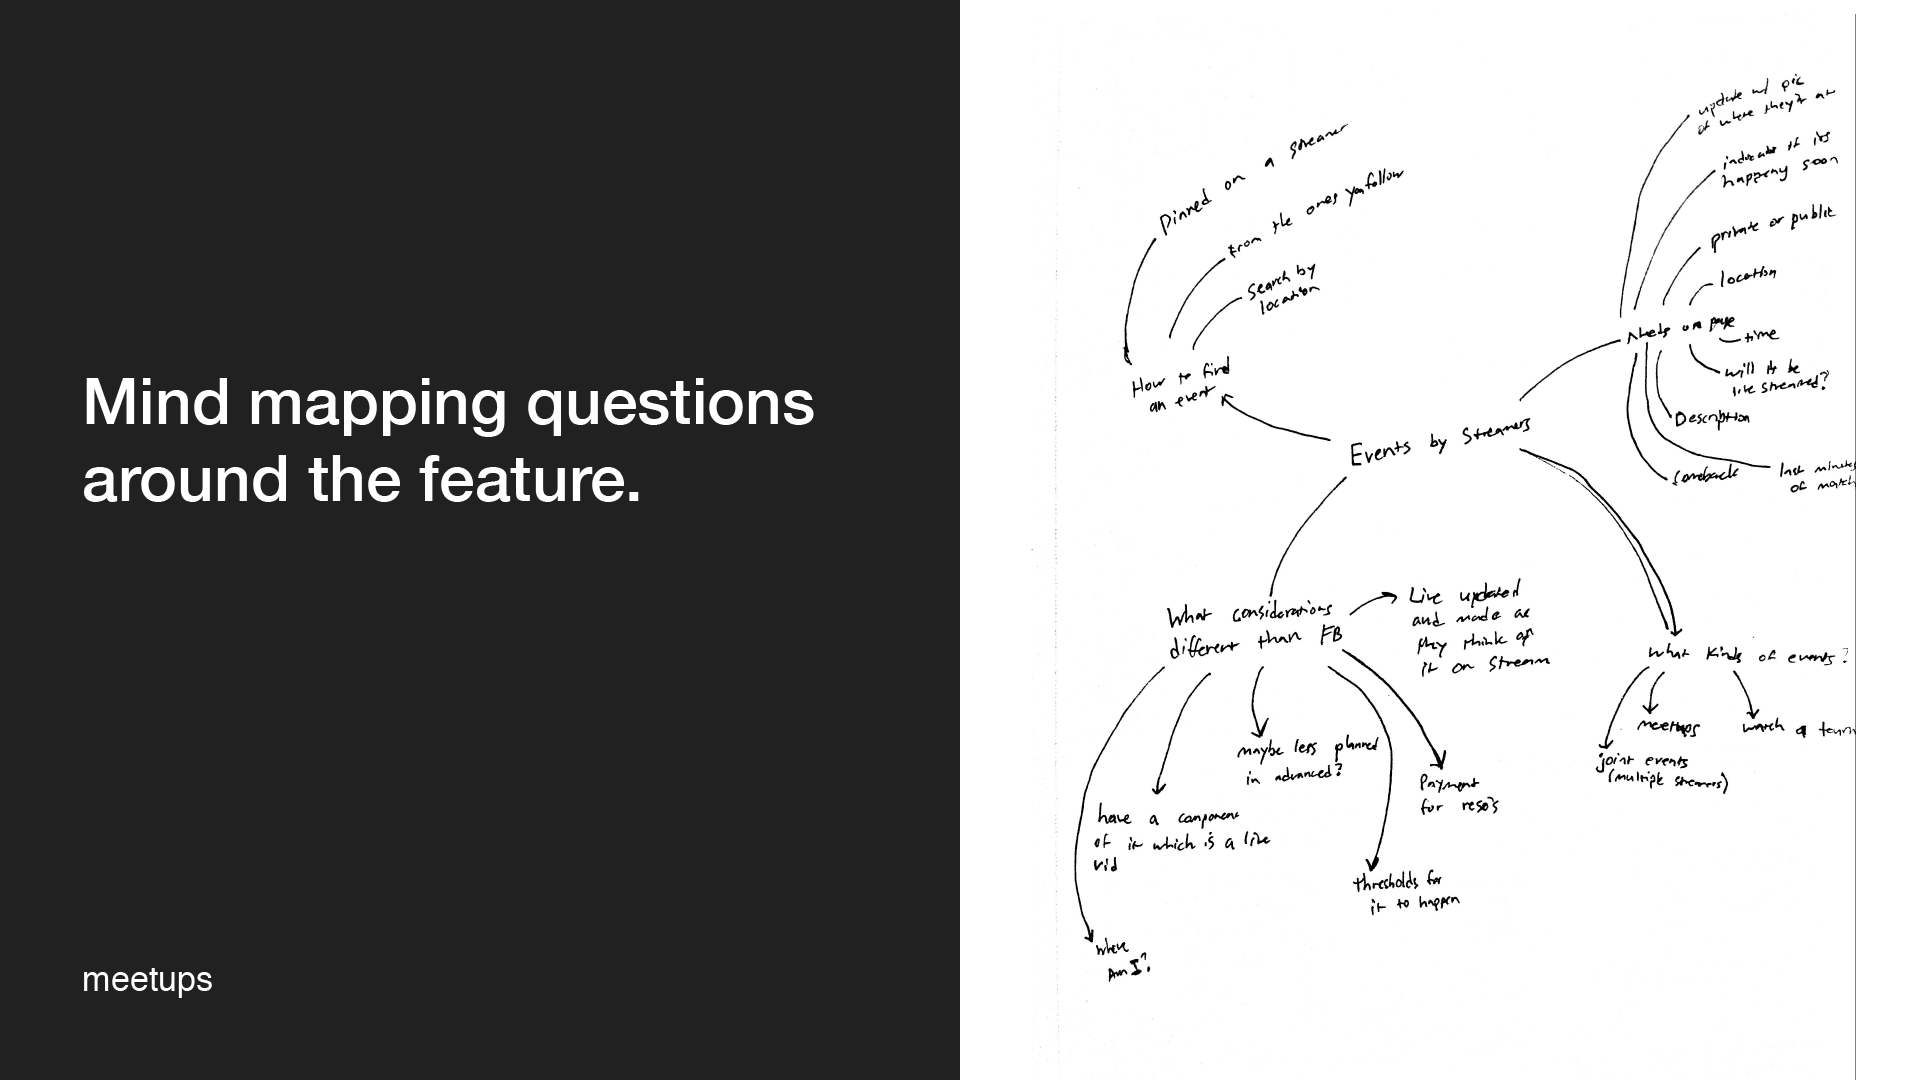 Mind mapping questions
around the feature.
meetups
Pinned on a streamer
from the ones you follow
Search by
location
How to find
an event
Events by Streamers
update w/ pic
of where they're at
indicate if its
happeny soon
private or public
location
Needs on page
time
will it be
live streamed?
Description
comeback
last minutes
of match
What considerations
different than FB
Live updated
and made as
they think of
it on Stream
maybe less planned
in advanced?
Payment
for reso's
have a component
of it which is a live
vid
thresholds for
it to happen
where
Am I?
What kinds of events?
meetups
watch a tourn
joint events
(multiple streamers)